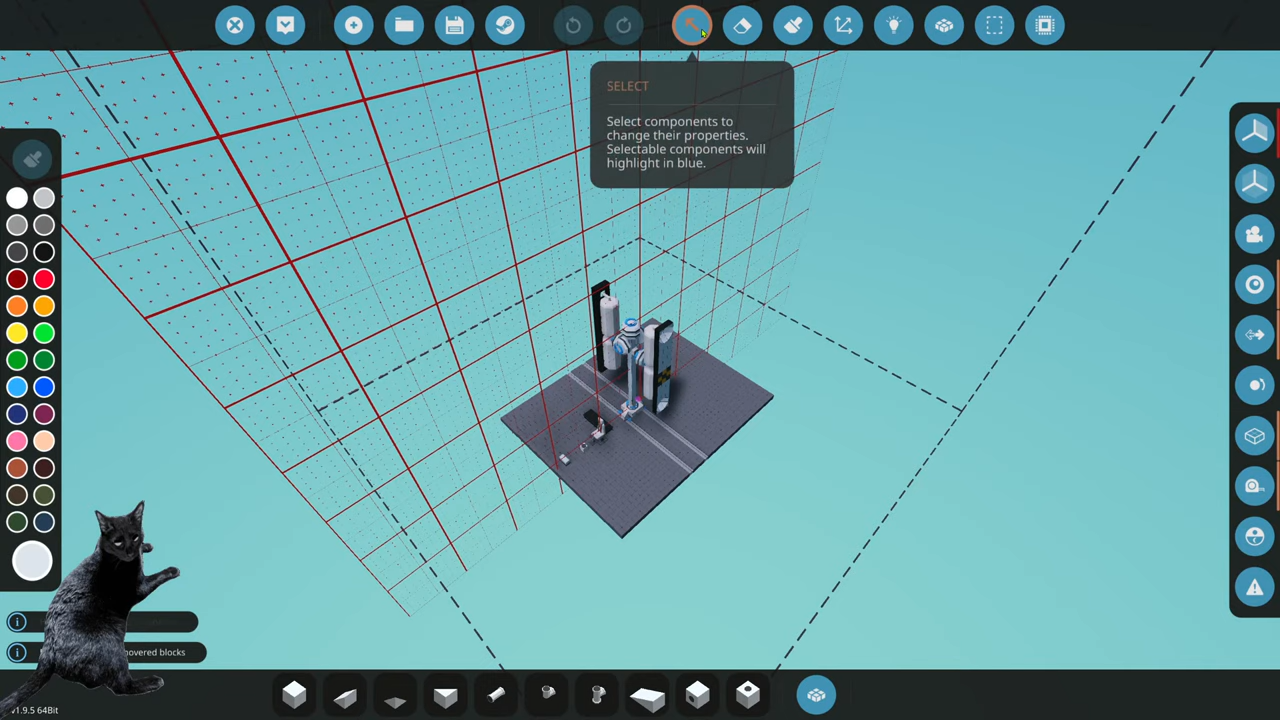 SELECT
Select components to
change their properties.
Selectable components will
highlight in blue.
overed blocks
v1.9.5 64Bit